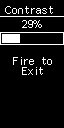 Contrast
29%
Fire to
Exit